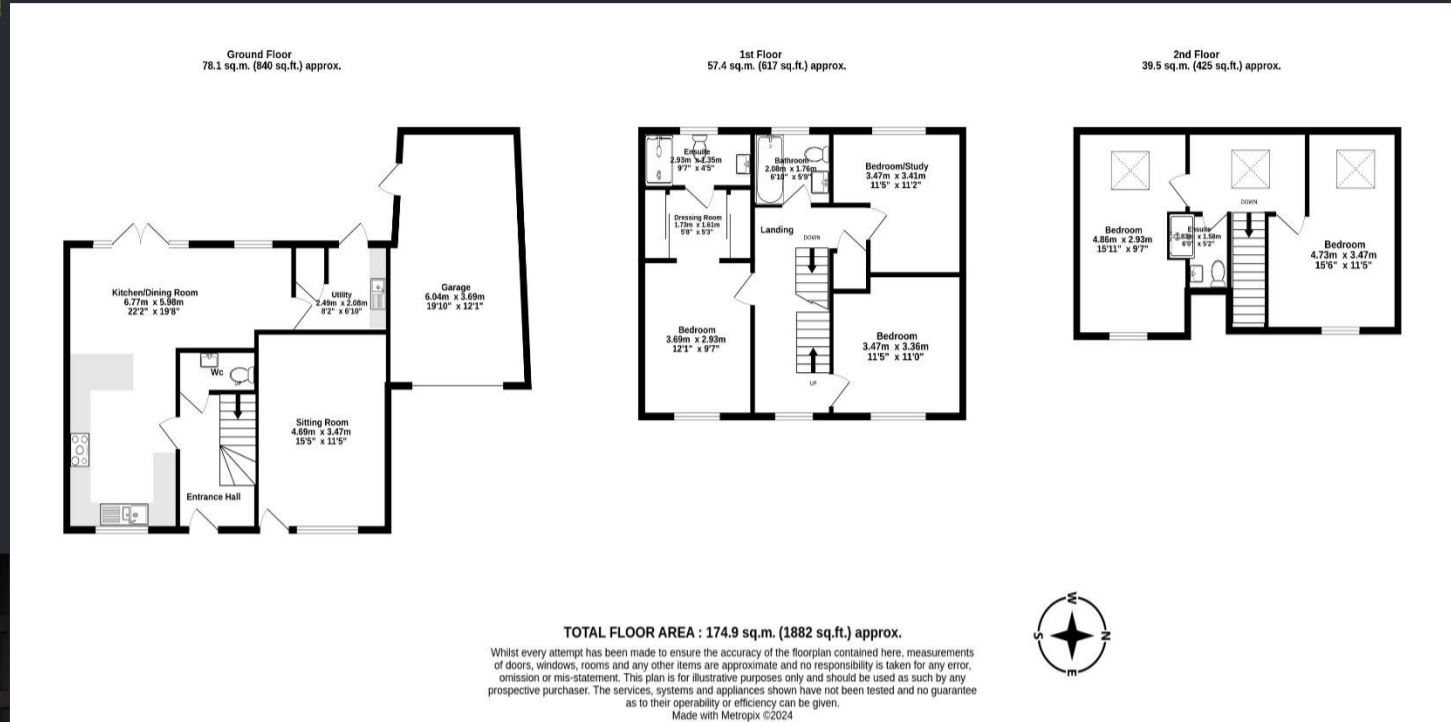 Ground Floor
78.1 sq.m. (840 sq.ft.) approx.
Kitchen/Dining Room
6.77m x 5.98m
22'2" x 19'8"
Utility
2.49m x 2.08m
8'2" x 6'10"
Garage
6.04m x 3.69m
19'10" x 12'1"
Wc
UP
Sitting Room
4.69m x 3.47m
15'5" x 11'5"
Entrance Hall
1st Floor
57.4 sq.m. (617 sq.ft.) approx.
Ensuite
2.93m x 1.35m
9'7" x 4'5"
Bathroom
2.08m x 1.76m
6'10" x 5'9"
Bedroom/Study
3.47m x 3.41m
11'5" x 11'2"
Dressing Room
1.73m x 1.61m
5'8" x 5'3"
Landing
DOWN
Bedroom
3.69m x 2.93m
12'1" x 9'7"
Bedroom
3.47m x 3.36m
11'5" x 11'0"
UP
2nd Floor
39.5 sq.m. (425 sq.ft.) approx.
DOWN
Bedroom
4.86m x 2.93m
15'11" x 9'7"
Ensuite
x 1.58m
6'0" x 5'2"
Bedroom
4.73m x 3.47m
15'6" x 11'5"
W
S
N
E
TOTAL FLOOR AREA : 174.9 sq.m. (1882 sq.ft.) approx.
Whilst every attempt has been made to ensure the accuracy of the floorplan contained here, measurements
of doors, windows, rooms and any other items are approximate and no responsibility is taken for any error,
omission or mis-statement. This plan is for illustrative purposes only and should be used as such by any
prospective purchaser. The services, systems and appliances shown have not been tested and no guarantee
as to their operability or efficiency can be given.
Made with Metropix ©2024